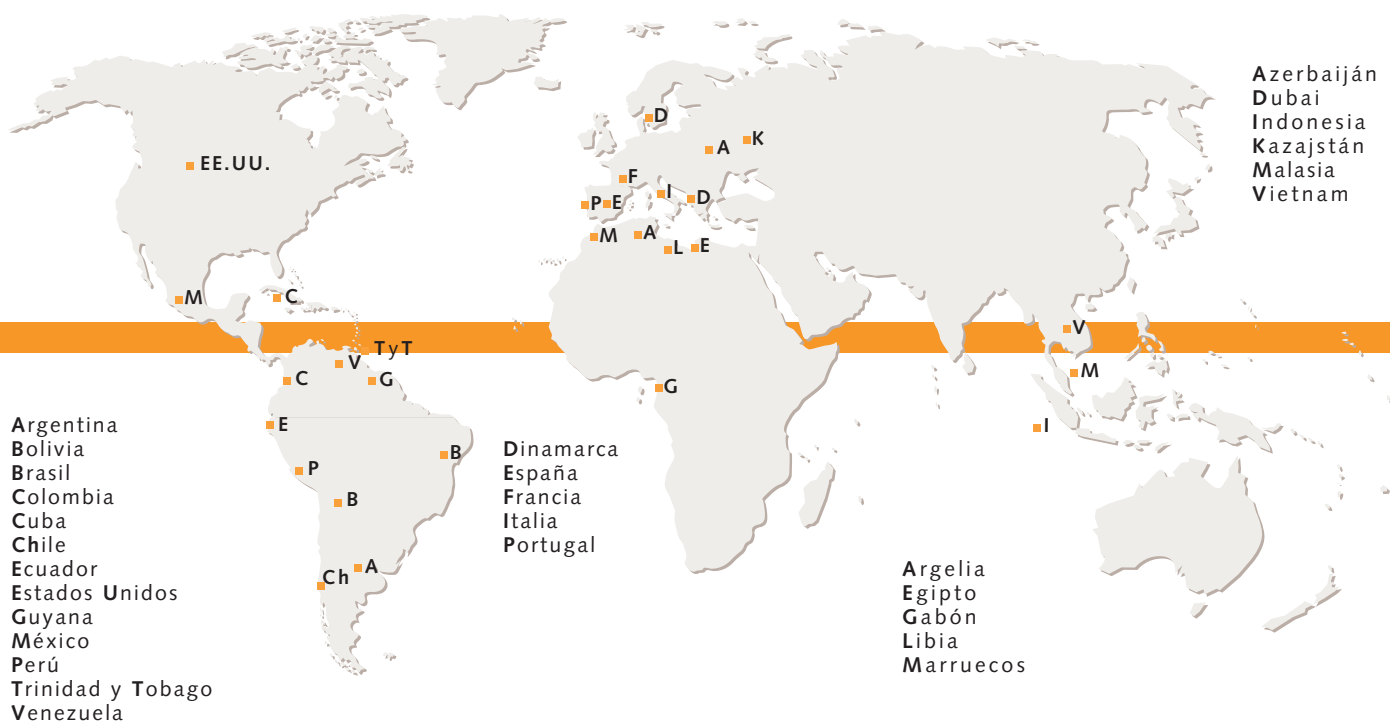 EE.UU.
M
C
TyT
V
C
G
E
P
B
B
A
Ch
D
A
K
F
I
D
P
E
M
A
L
E
G
V
M
I
Azerbaiján
Dubai
Indonesia
Kazajstán
Malasia
Vietnam
Argentina
Bolivia
Brasil
Colombia
Cuba
Chile
Ecuador
Estados Unidos
Guyana
México
Perú
Trinidad y Tobago
Venezuela
Dinamarca
España
Francia
Italia
Portugal
Argelia
Egipto
Gabón
Libia
Marruecos